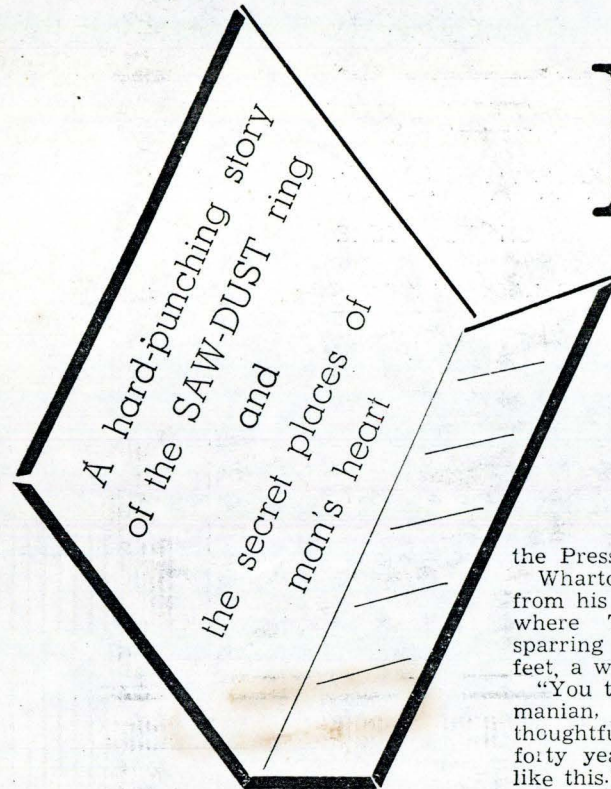 A hard-punching story
of the SAW-DUST ring
and
the secret places of
man's heart
the Press
from his
where
sparring
feet, a
"You
manian,
thoughtfu
forty yea
like this.